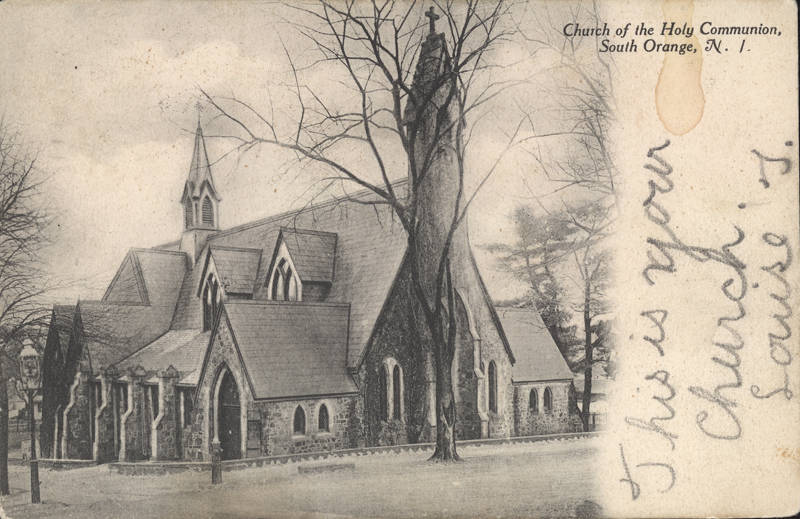 Church of the Holy Communion,
South Orange, N. J.
This is your
Church.
Louise T.